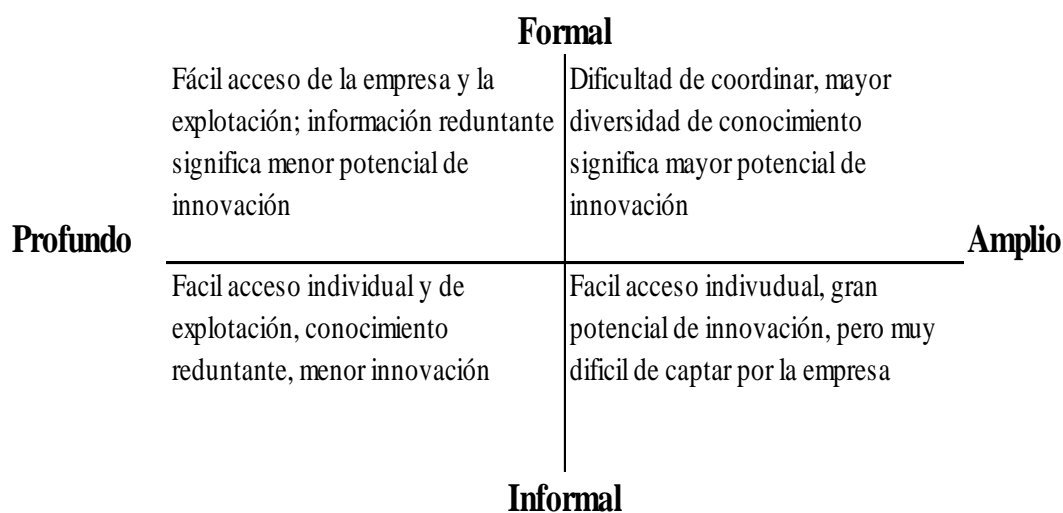 Formal
Fácil acceso de la empresa y la
explotación; información reduntante
significa menor potencial de
innovación
Dificultad de coordinar, mayor
diversidad de conocimiento
significa mayor potencial de
innovación
Profundo
Amplio
Facil acceso individual y de
explotación, conocimiento
reduntante, menor innovación
Facil acceso indivudual, gran
potencial de innovación, pero muy
dificil de captar por la empresa
Informal